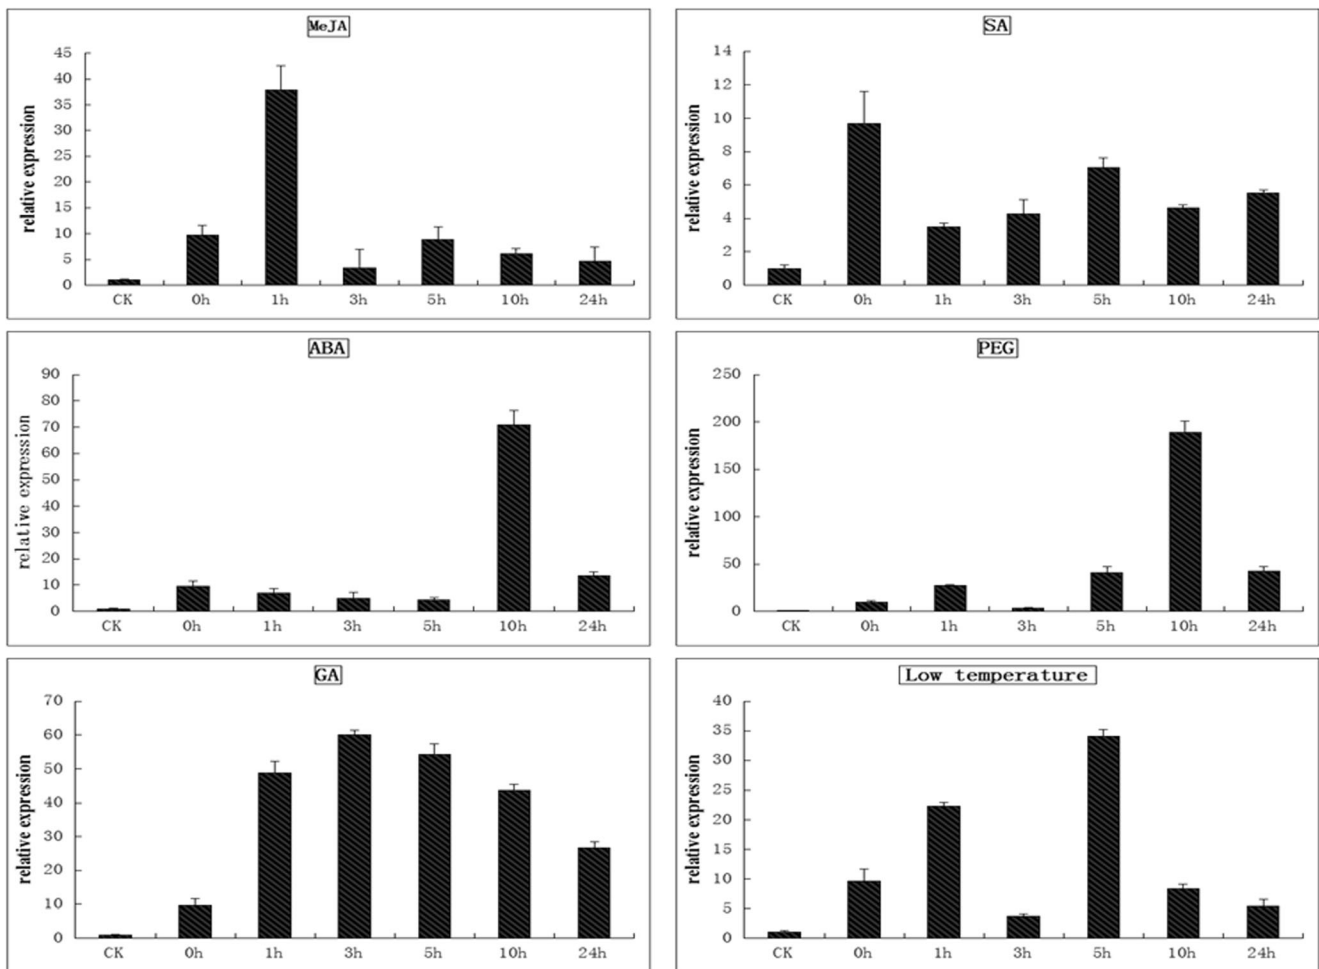 MeJA
relative expression
45
40
35
30
25
20
15
10
5
0
CK 0h 1h 3h 5h 10h 24h
SA
relative expression
14
12
10
8
6
4
2
0
CK 0h 1h 3h 5h 10h 24h
ABA
relative expression
90
80
70
60
50
40
30
20
10
0
CK 0h 1h 3h 5h 10h 24h
PEG
relative expression
250
200
150
100
50
0
CK 0h 1h 3h 5h 10h 24h
GA
relative expression
70
60
50
40
30
20
10
0
CK 0h 1h 3h 5h 10h 24h
Low temperature
relative expression
40
35
30
25
20
15
10
5
0
CK 0h 1h 3h 5h 10h 24h